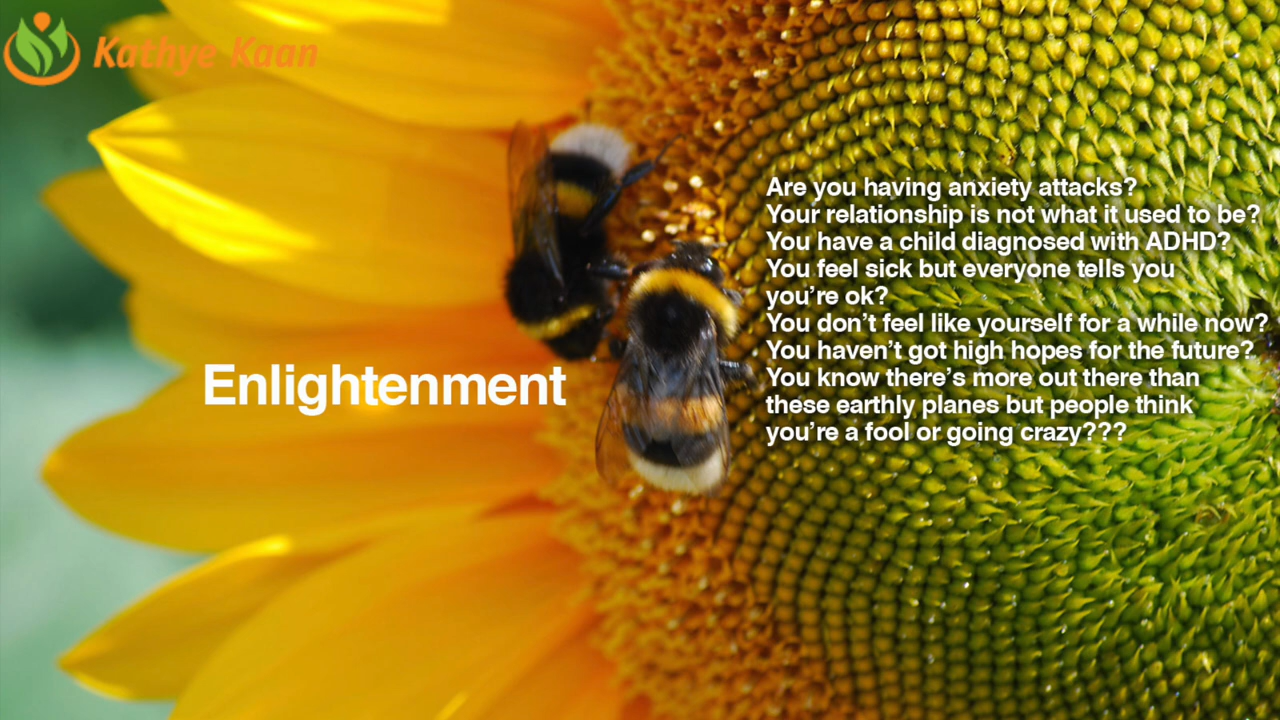 Kathye Kaan
Enlightenment
Are you having anxiety attacks?
Your relationship is not what it used to be?
You have a child diagnosed with ADHD?
You feel sick but everyone tells you
you’re ok?
You don’t feel like yourself for a while now?
You haven’t got high hopes for the future?
You know there’s more out there than
these earthly planes but people think
you’re a fool or going crazy???